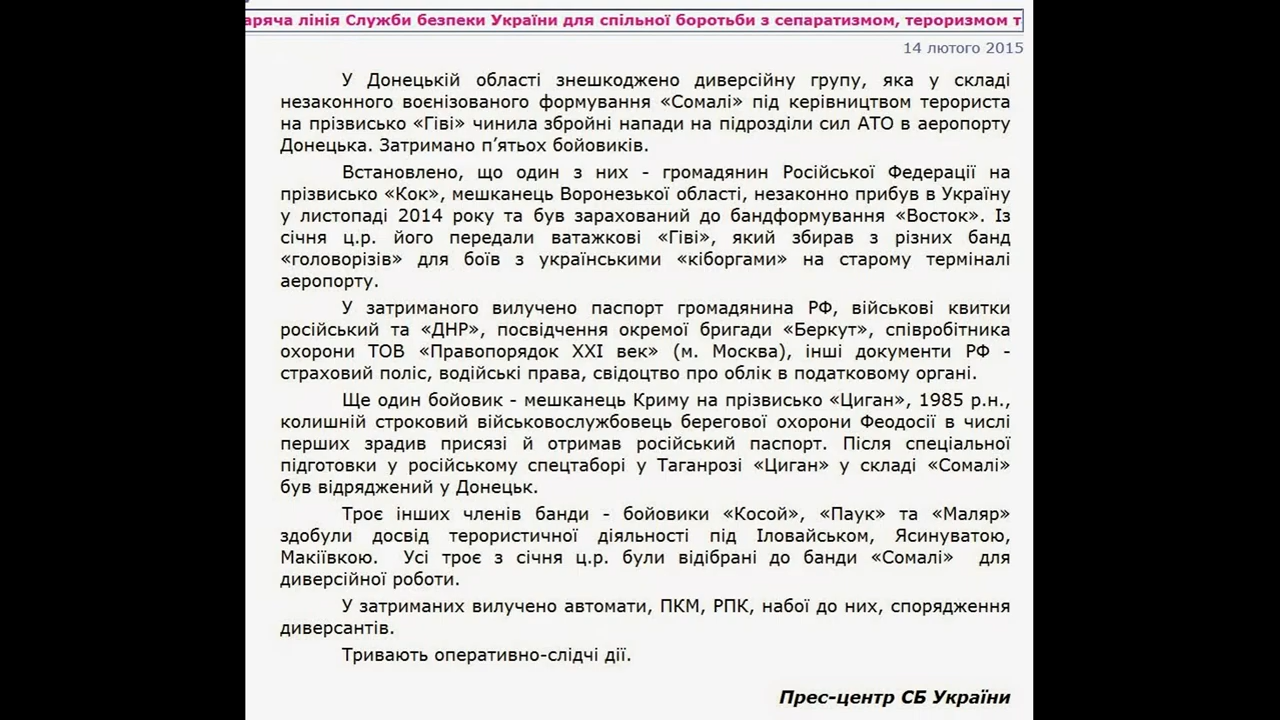 аряча лінія Служби безпеки України для спільної боротьби з сепаратизмом, тероризмом т
14 лютого 2015
У Донецькій області знешкоджено диверсійну групу, яка у складі
незаконного воєнізованого формування «Сомалі» під керівництвом терориста
на прізвисько «Гіві» чинила збройні напади на підрозділи сил АТО в аеропорту
Донецька. Затримано п’ятьох бойовиків.
Встановлено, що один з них - громадянин Російської Федерації на
прізвисько «Кок», мешканець Воронезької області, незаконно прибув в Україну
у листопаді 2014 року та був зарахований до бандформування «Восток». Із
січня ц.р. його передали ватажкові «Гіві», який збирав з різних банд
«головорізів» для боїв з українськими «кіборгами» на старому терміналі
аеропорту.
У затриманого вилучено паспорт громадянина РФ, військові квитки
російський та «ДНР», посвідчення окремої бригади «Беркут», співробітника
охорони ТОВ «Правопорядок XXI век» (м. Москва), інші документи РФ -
страховий поліс, водійські права, свідоцтво про облік в податковому органі.
Ще один бойовик - мешканець Криму на прізвисько «Циган», 1985 р.н.,
колишній строковий військовослужбовець берегової охорони Феодосії в числі
перших зрадив присязі й отримав російський паспорт. Після спеціальної
підготовки у російському спецтаборі у Таганрозі «Циган» у складі «Сомалі»
був відряджений у Донецьк.
Троє інших членів банди - бойовики «Косой», «Паук» та «Маляр»
здобули досвід терористичної діяльності під Іловайськом, Ясинуватою,
Макіївкою. Усі троє з січня ц.р. були відібрані до банди «Сомалі» для
диверсійної роботи.
У затриманих вилучено автомати, ПКМ, РПК, набої до них, спорядження
диверсантів.
Тривають оперативно-слідчі дії.
Прес-центр СБ України